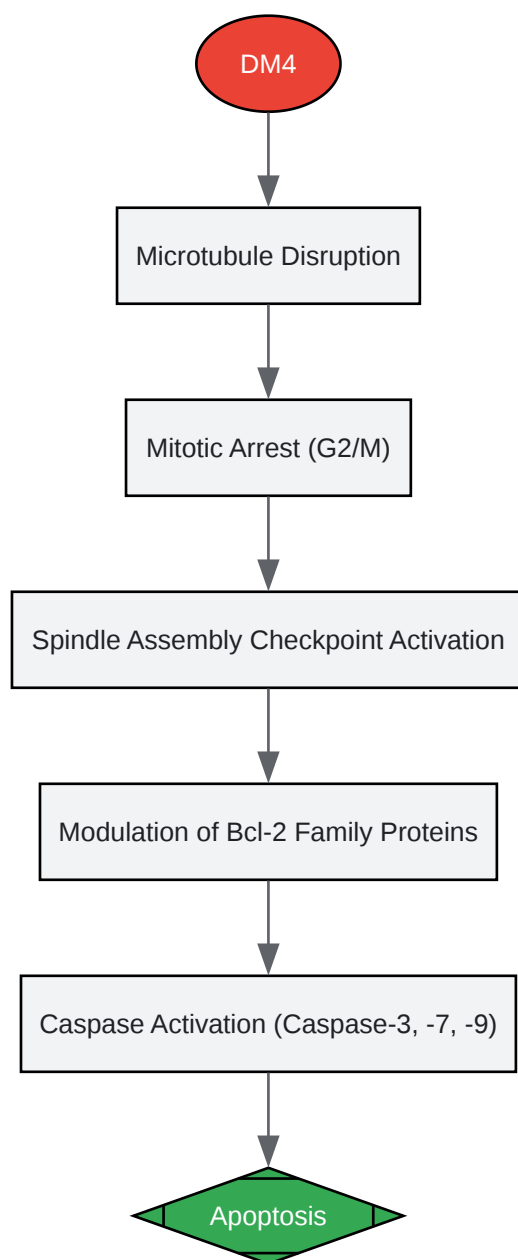 DM4
Microtubule Disruption
Mitotic Arrest (G2/M)
Spindle Assembly Checkpoint Activation
Modulation of Bcl-2 Family Proteins
Caspase Activation (Caspase-3, -7, -9)
Apoptosis